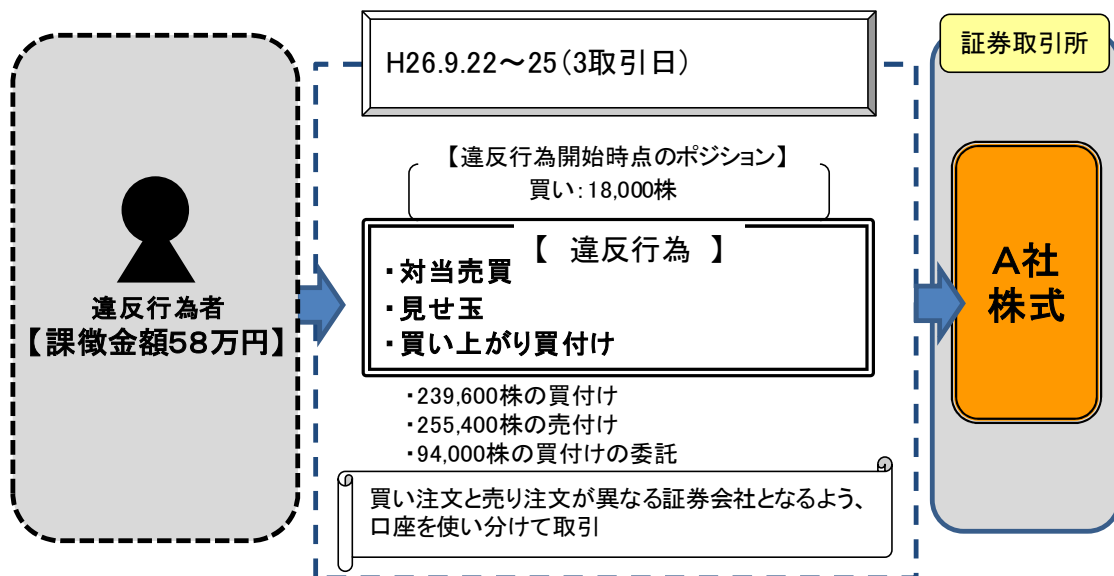 H26.9.22～25(3取引日)
証券取引所
【違反行為開始時点のポジション】
買い:18,000株
【 違反行為 】
・対当売買
・見せ玉
・買い上がり買付け
違反行為者
【課徴金額58万円】
A社
株式
・239,600株の買付け
・255,400株の売付け
・94,000株の買付けの委託
買い注文と売り注文が異なる証券会社となるよう、
口座を使い分けて取引